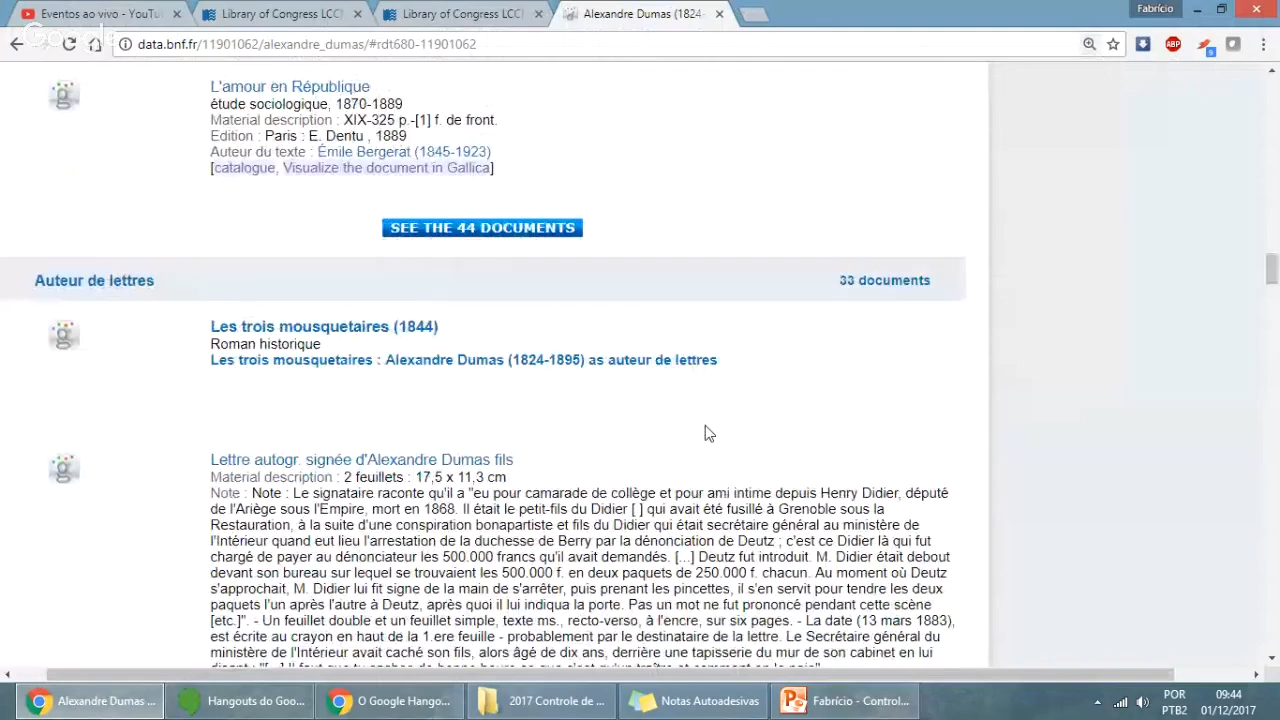 Eventos ao vivo - YouTu
Library of Congress LCCI
Library of Congress LCCI
Alexandre Dumas (1824-
Fabrício
data.bnf.fr/11901062/alexandre_dumas/#rdt680-11901062
ABP
L'amour en République
étude sociologique, 1870-1889
Material description : XIX-325 p.-[1] f. de front.
Edition : Paris : E. Dentu , 1889
Auteur du texte : Émile Bergerat (1845-1923)
[catalogue, Visualize the document in Gallica]
SEE THE 44 DOCUMENTS
Auteur de lettres
33 documents
Les trois mousquetaires (1844)
Roman historique
Les trois mousquetaires : Alexandre Dumas (1824-1895) as auteur de lettres
Lettre autogr. signée d'Alexandre Dumas fils
Material description : 2 feuillets : 17,5 x 11,3 cm
Note : Note : Le signataire raconte qu'il a "eu pour camarade de collège et pour ami intime depuis Henry Didier, député
de l'Ariège sous l'Empire, mort en 1868. Il était le petit-fils du Didier [ ] qui avait été fusillé à Grenoble sous la
Restauration, à la suite d'une conspiration bonapartiste et fils du Didier qui était secrétaire général au ministère de
l'Intérieur quand eut lieu l'arrestation de la duchesse de Berry par la dénonciation de Deutz ; c'est ce Didier là qui fut
chargé de payer au dénonciateur les 500.000 francs qu'il avait demandés. [...] Deutz fut introduit. M. Didier était debout
devant son bureau sur lequel se trouvaient les 500.000 f. en deux paquets de 250.000 f. chacun. Au moment où Deutz
s'approchait, M. Didier lui fit signe de la main de s'arrêter, puis prenant les pincettes, il s'en servit pour tendre les deux
paquets l'un après l'autre à Deutz, après quoi il lui indiqua la porte. Pas un mot ne fut prononcé pendant cette scène
[etc.]". - Un feuillet double et un feuillet simple, texte ms., recto-verso, à l'encre, sur six pages. - La date (13 mars 1883),
est écrite au crayon en haut de la 1.ere feuille - probablement par le destinataire de la lettre. Le Secrétaire général du
ministère de l'Intérieur avait caché son fils, alors âgé de dix ans, derrière une tapisserie du mur de son cabinet en lui
Alexandre Dumas ...
Hangouts do Goo...
O Google Hango...
2017 Controle de ...
Notas Autoadesivas
Fabrício - Control...
POR
PTB2
09:44
01/12/2017